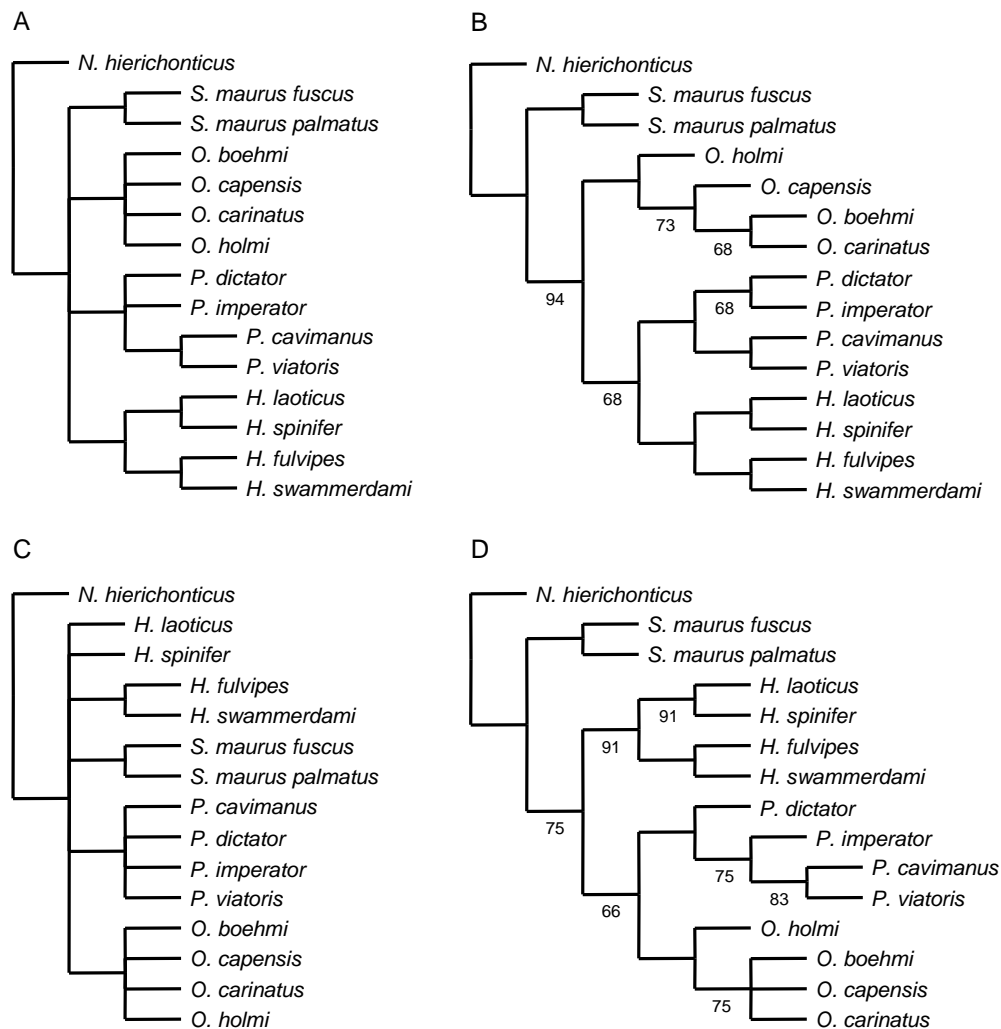 A
N. hierichonticus
S. maurus fuscus
S. maurus palmatus
O. boehmi
O. capensis
O. carinatus
O. holmi
P. dictator
P. imperator
P. cavimanus
P. viatoris
H. laoticus
H. spinifer
H. fulvipes
H. swammerdami
B
N. hierichonticus
S. maurus fuscus
S. maurus palmatus
O. holmi
O. capensis
73
O. boehmi
68
O. carinatus
94
P. dictator
68
P. imperator
P. cavimanus
P. viatoris
68
H. laoticus
H. spinifer
H. fulvipes
H. swammerdami
C
N. hierichonticus
H. laoticus
H. spinifer
H. fulvipes
H. swammerdami
S. maurus fuscus
S. maurus palmatus
P. cavimanus
P. dictator
P. imperator
P. viatoris
O. boehmi
O. capensis
O. carinatus
O. holmi
D
N. hierichonticus
S. maurus fuscus
S. maurus palmatus
H. laoticus
91
H. spinifer
91
H. fulvipes
H. swammerdami
75
P. dictator
P. imperator
75
P. cavimanus
83
P. viatoris
66
O. holmi
O. boehmi
O. capensis
75
O. carinatus